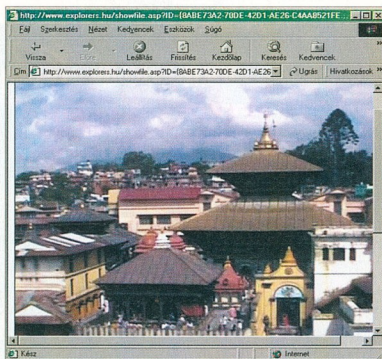 http://www.explorers.hu/showfile.asp?ID={8ABE73A2-70DE-42D1-AE26-C4AA8521FE...
Fájl Szerkesztés Nézet Kedvencek Eszközök Súgó
Vissza Előre Leállítás Frissítés Kezdőlap Keresés Kedvencek
Cím http://www.explorers.hu/showfile.asp?ID={8ABE73A2-70DE-42D1-AE26 Ugrás Hivatkozások
Kész Internet